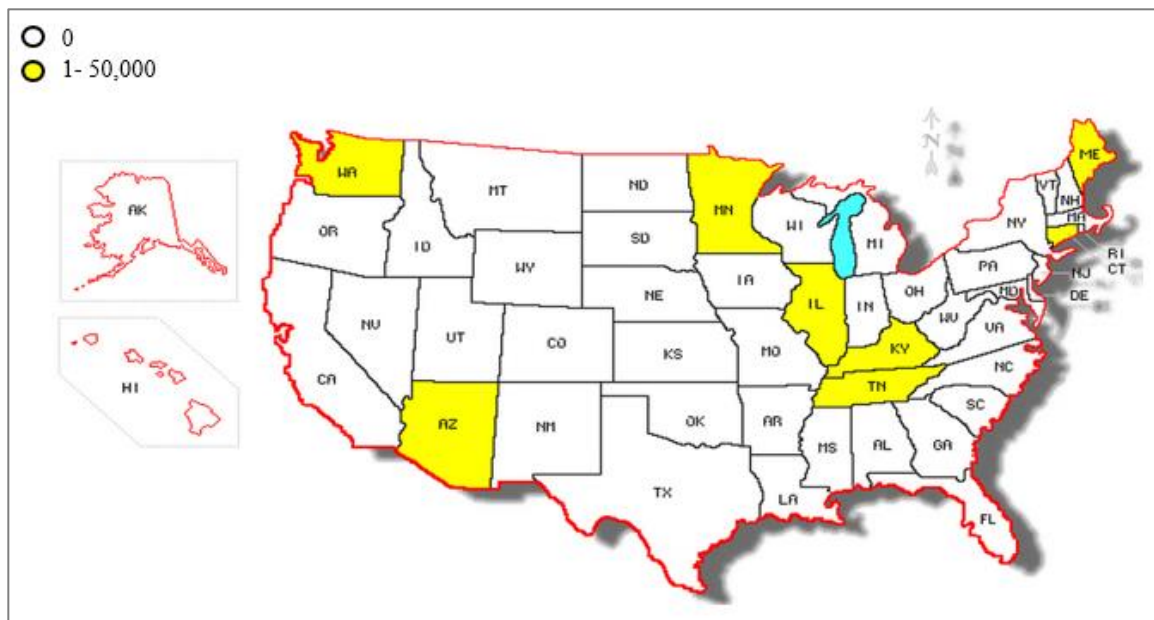 0
1- 50,000
N
WA
ME
MT
ND
MN
VT
NH
AK
OR
ID
SD
WI
MI
NY
MA
WY
RI
CT
IA
PA
NJ
NE
OH
MD
DE
NV
UT
CO
IL
IN
WV
VA
KS
MO
KY
CA
NC
HI
TN
AZ
NM
OK
AR
SC
MS
AL
GA
TX
LA
FL